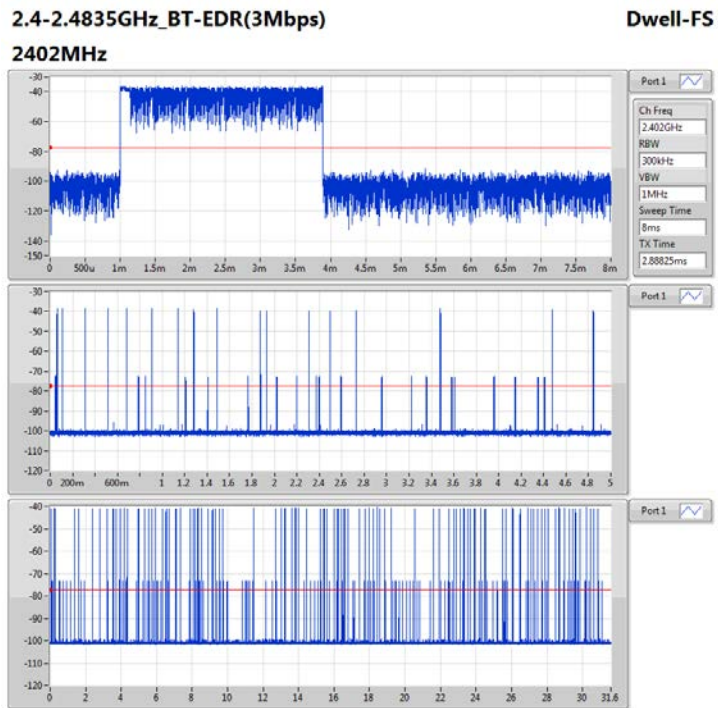 2.4-2.4835GHz_BT-EDR(3Mbps) Dwell-FS
2402MHz
-30
-40
-60
-80
-100
-120
-140
-150
0 500u 1m 1.5m 2m 2.5m 3m 3.5m 4m 4.5m 5m 5.5m 6m 6.5m 7m 7.5m 8m
Port 1
Ch Freq
2.402GHz
RBW
300kHz
VBW
1MHz
Sweep Time
8ms
TX Time
2.88825ms
-30
-40
-50
-60
-70
-80
-90
-100
-110
-120
0 200m 600m 1 1.2 1.4 1.6 1.8 2 2.2 2.4 2.6 2.8 3 3.2 3.4 3.6 3.8 4 4.2 4.4 4.6 4.8 5
Port 1
-40
-50
-60
-70
-80
-90
-100
-110
-120
0 2 4 6 8 10 12 14 16 18 20 22 24 26 28 30 31.6
Port 1